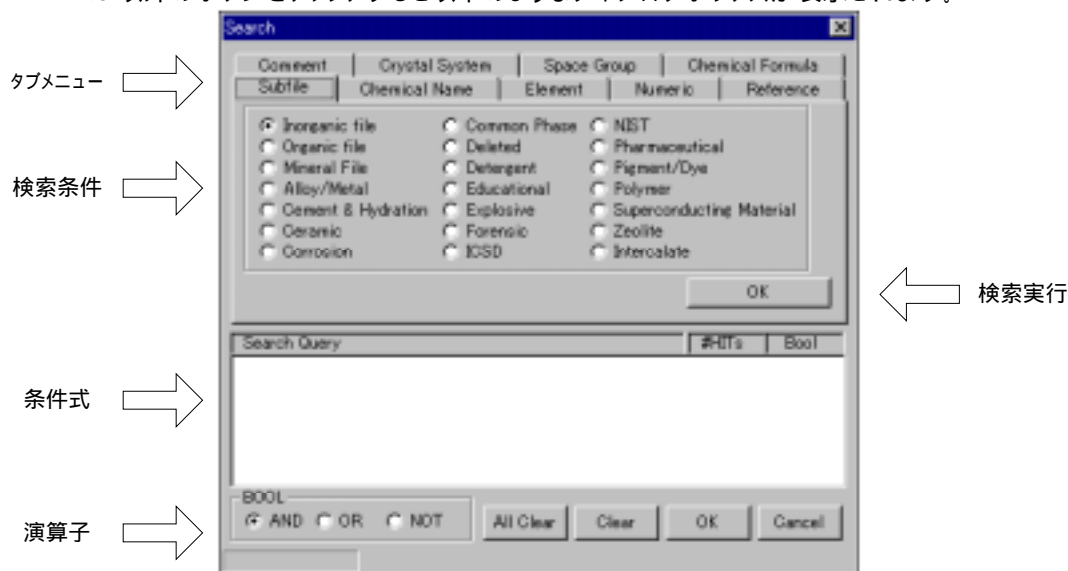 Search
Comment Crystal System Space Group Chemical Formula
タブメニュー
Subfile Chemical Name Element Numeric Reference
Inorganic file Common Phase NIST
Organic file Deleted Pharmaceutical
Mineral File Detergent Pigment/Dye
検索条件
Alloy/Metal Educational Polymer
Cement & Hydration Explosive Superconducting Material
Ceramic Forensic Zeolite
Corrosion ICSD Intercalate
OK
検索実行
Search Query #HITs Bool
条件式
BOOL
演算子
AND OR NOT All Clear Clear OK Cancel